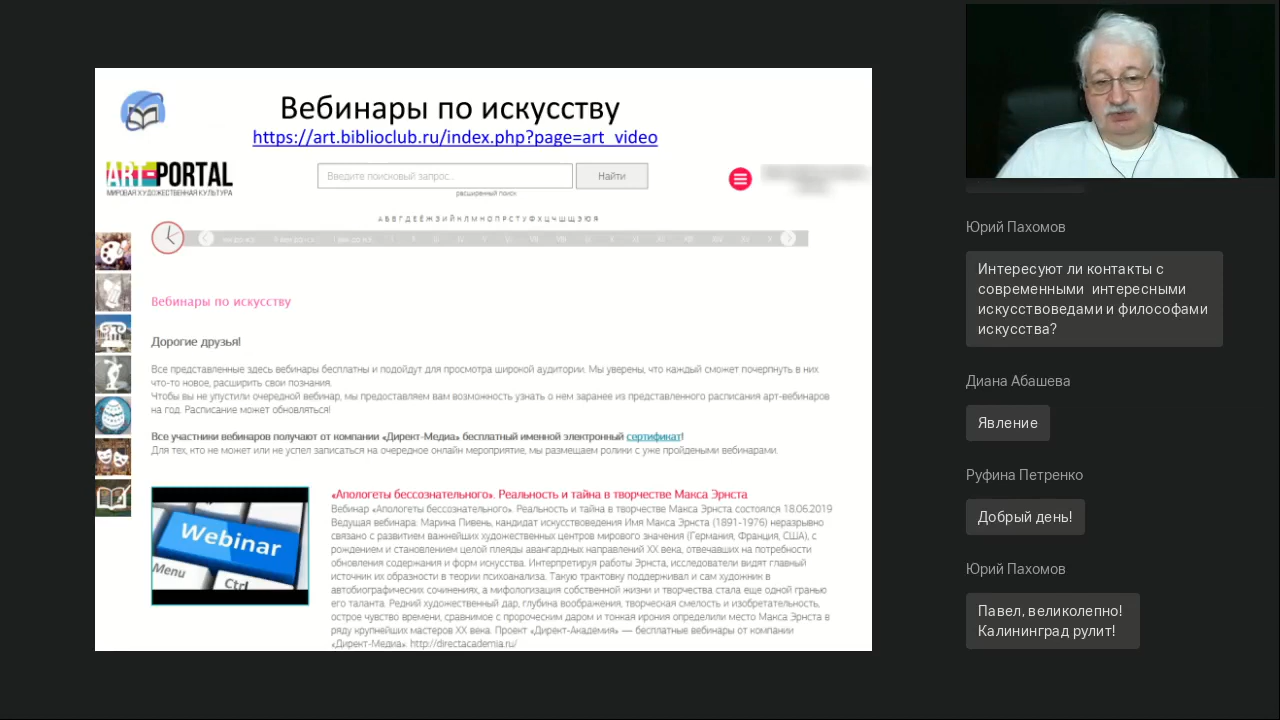 Вебинары по искусству
https://art.biblioclub.ru/index.php?page=art_video
ART-PORTAL
МИРОВАЯ ХУДОЖЕСТВЕННАЯ КУЛЬТУРА
Введите поисковый запрос...
Найти
расширенный поиск
А Б В Г Д Е Ё Ж З И Й К Л М Н О П Р С Т У Ф Х Ц Ч Ш Щ Э Ю Я
Вебинары по искусству
Дорогие друзья!
Все представленные здесь вебинары бесплатны и подойдут для просмотра широкой аудитории. Мы уверены, что каждый сможет почерпнуть в них
что-то новое, расширить свои познания.
Чтобы вы не упустили очередной вебинар, мы предоставляем вам возможность узнать о нем заранее из представленного расписания арт-вебинаров
на год. Расписание может обновляться!
Все участники вебинаров получают от компании «Директ-Медиа» бесплатный именной электронный сертификат!
Для тех, кто не может или не успел записаться на очередное онлайн мероприятие, мы размещаем ролики с уже пройдеными вебинарами.
Webinar
Menu
Ctrl
«Апологеты бессознательного». Реальность и тайна в творчестве Макса Эрнста
Вебинар «Апологеты бессознательного». Реальность и тайна в творчестве Макса Эрнста состоялся 18.06.2019
Ведущая вебинара: Марина Пивень, кандидат искусствоведения Имя Макса Эрнста (1891-1976) неразрывно
связано с развитием важнейших художественных центров мирового значения (Германия, Франция, США), с
рождением и становлением целой плеяды авангардных направлений XX века, отвечавших на потребности
обновления содержания и форм искусства. Интерпретируя работы Эрнста, исследователи видят главный
источник их образности в теории психоанализа. Такую трактовку поддерживал и сам художник в
автобиографических сочинениях, а мифологизация собственной жизни и творчества стала еще одной гранью
его таланта. Редний художественный дар, глубина воображения, творческая смелость и изобретательность,
острое чувство времени, сравнимое с пророческим даром и тонкая ирония определили место Макса Эрнста в
ряду крупнейших мастеров XX века. Проект «Директ-Академия» — бесплатные вебинары от компании
«Директ-Медиа». http://directacademia.ru/
Юрий Пахомов
Интересуют ли контакты с
современными интересными
искусствоведами и философами
искусства?
Диана Абашева
Явление
Руфина Петренко
Добрый день!
Юрий Пахомов
Павел, великолепно!
Калининград рулит!